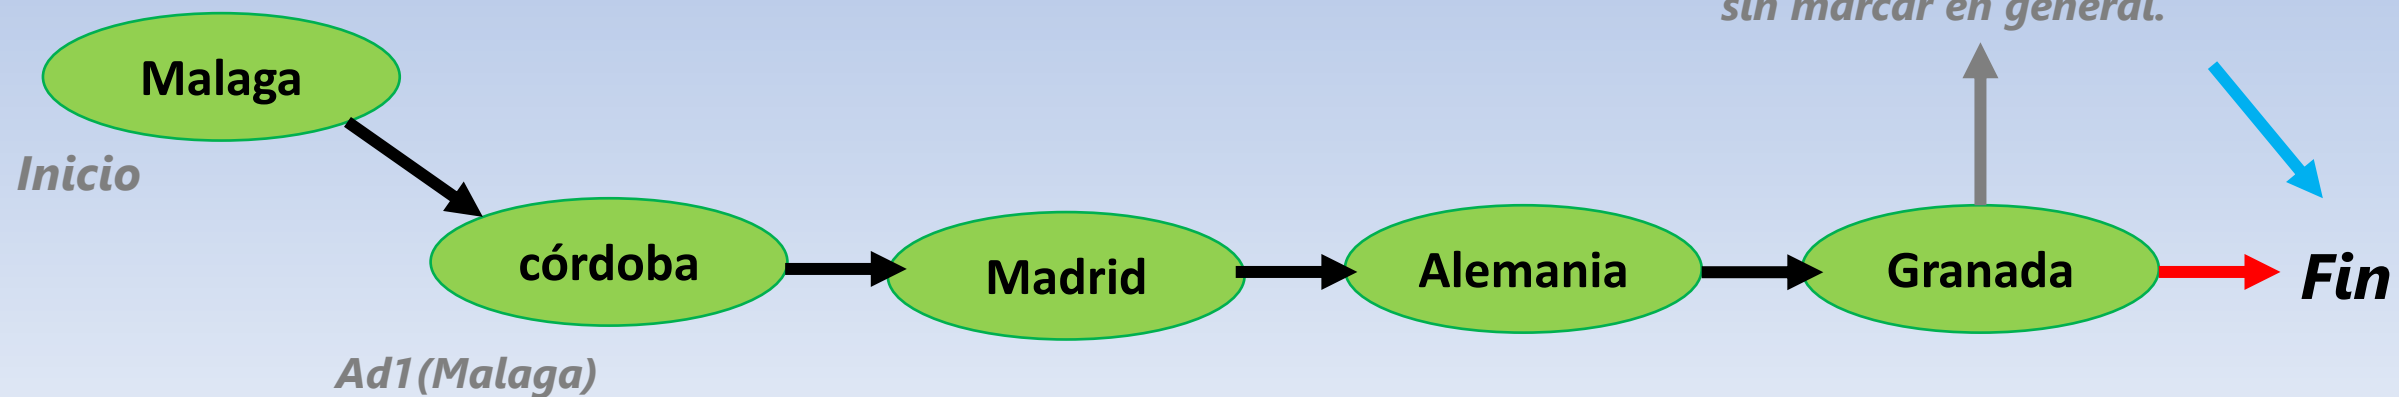 sin marcar en general.
Malaga
Inicio
córdoba
Madrid
Alemania
Granada
Fin
Ad1(Malaga)